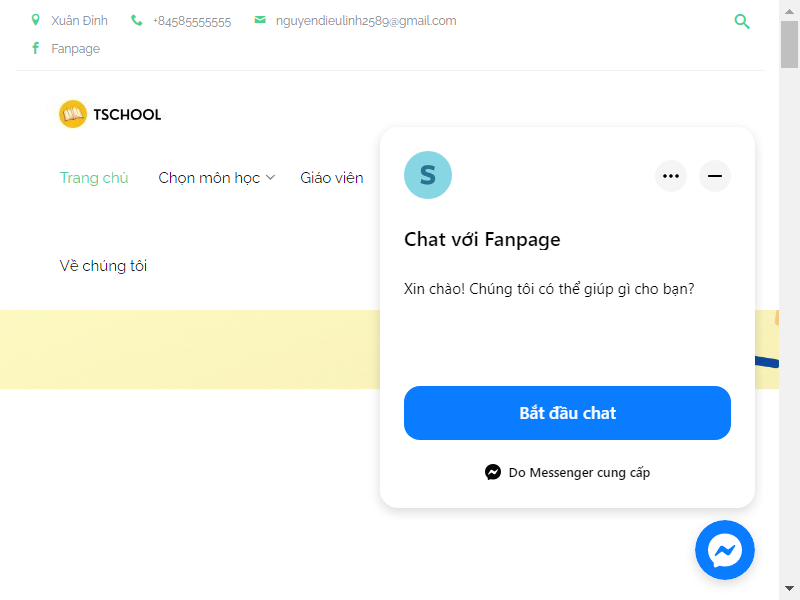 Xuân Đỉnh +84585555555 nguyendieulinh2589@gmail.com
Fanpage
TSCHOOL
Trang chủ Chọn môn học Giáo viên
Về chúng tôi
S
Chat với Fanpage
Xin chào! Chúng tôi có thể giúp gì cho bạn?
Bắt đầu chat
Do Messenger cung cấp